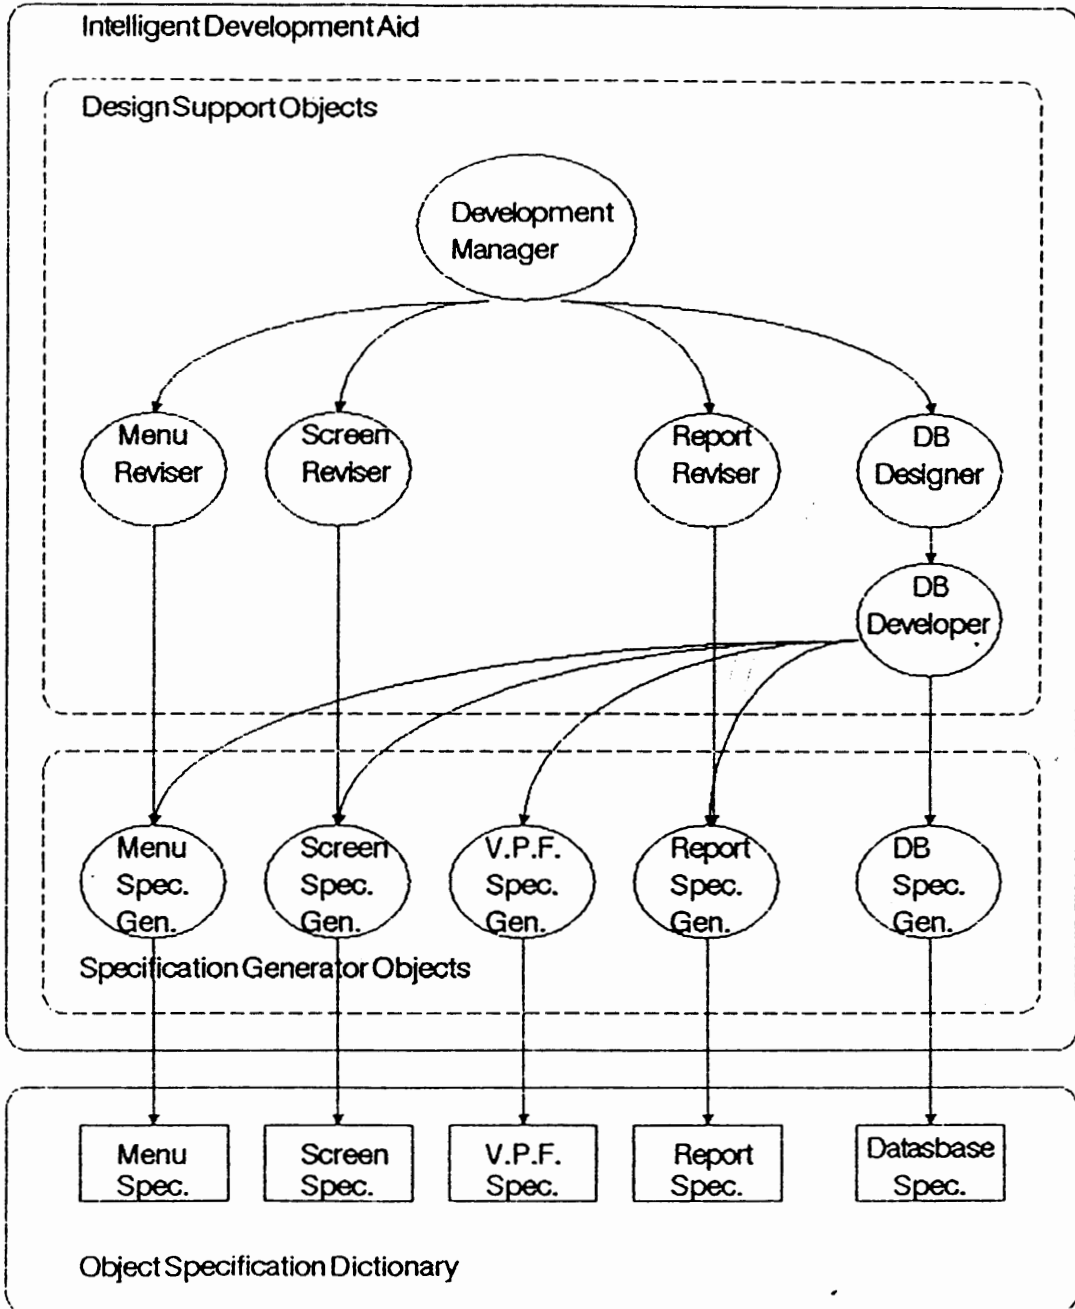 Intelligent Development Aid
Design Support Objects
Development
Manager
Menu
Reviser
Screen
Reviser
Report
Reviser
DB
Designer
DB
Developer
Menu
Spec.
Gen.
Screen
Spec.
Gen.
V.P.F.
Spec.
Gen.
Report
Spec.
Gen.
DB
Spec.
Gen.
Specification Generator Objects
Menu
Spec.
Screen
Spec.
V.P.F.
Spec.
Report
Spec.
Datasbase
Spec.
Object Specification Dictionary